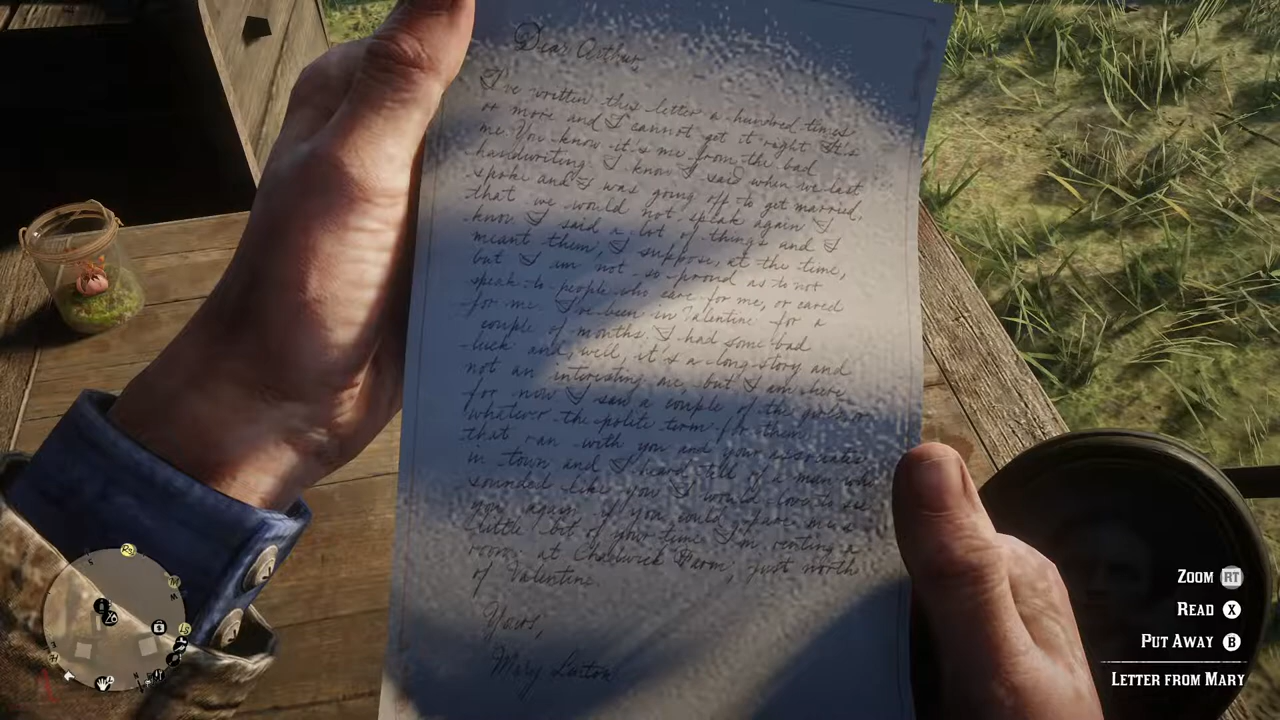 Dear Arthur,
I've written this letter a hundred times
or more and I cannot get it right. It's
me. You know it's me from the bad
handwriting. I know I said when we last
spoke and I was going off to get married,
that we would not speak again. I
know I said a lot of things and I
meant them, I suppose, at the time,
but I am not so proud as to not
speak to people who care for me, or cared
for me. I've been in Valentine for a
couple of months. I had some bad
luck and, well, it is a long story and
not an interesting one but I am here
for now. I saw a couple of the girls or
whatever the polite term for them
that ran with you and your associates
in town and I heard tell of a man who
sounded like you. I would love to see
you again if you could spare me a
little bit of your time. I'm renting a
room at Chadwick Farm, just north
of Valentine.
Yours,
Mary Linton
Zoom RT
Read X
Put Away B
Letter from Mary